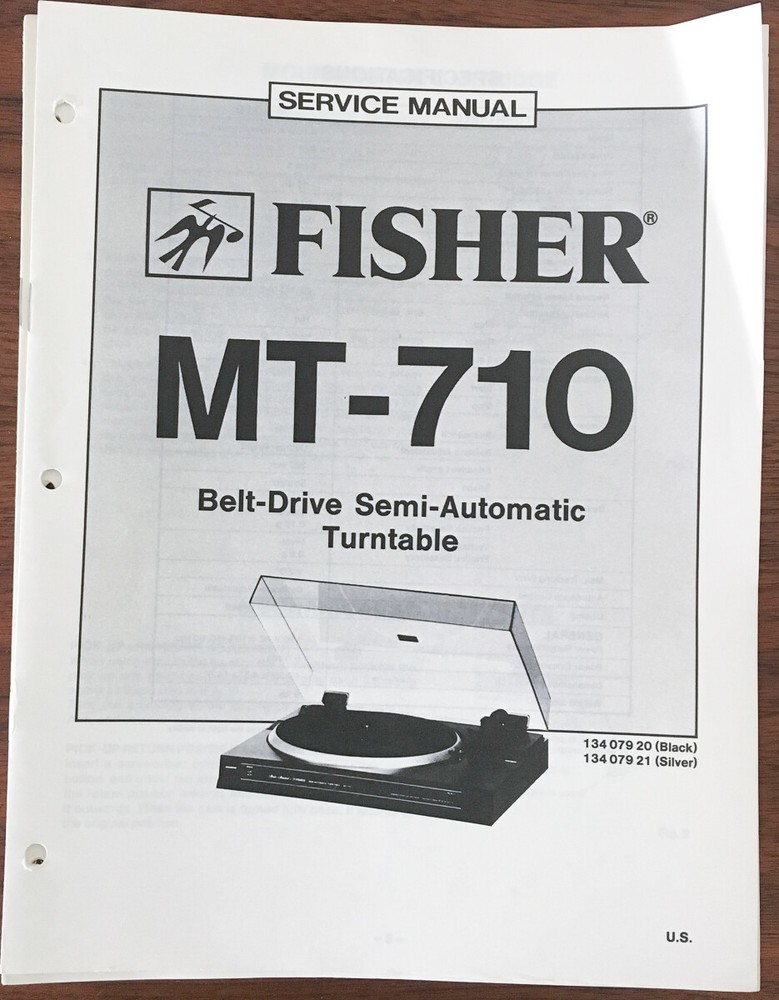 SERVICE MANUAL
FISHER®
MT-710
Belt-Drive Semi-Automatic
Turntable
134 079 20 (Black)
134 079 21 (Silver)
U.S.